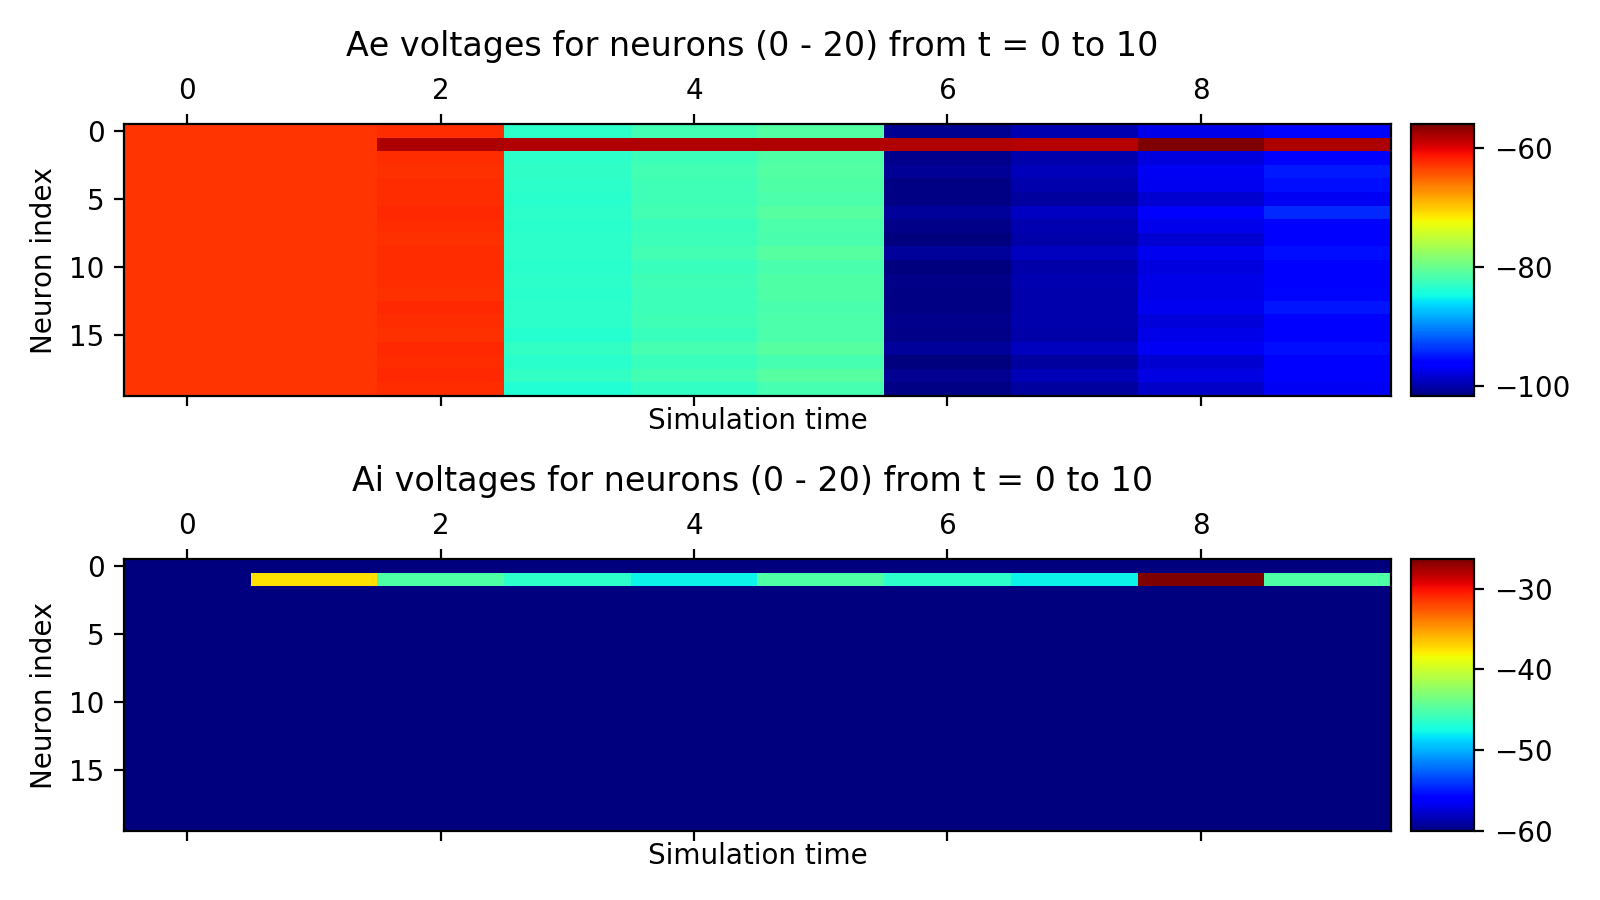 Ae voltages for neurons (0 - 20) from t = 0 to 10
0 2 4 6 8
Neuron index
0
5
10
15
−60
−80
−100
Simulation time
Ai voltages for neurons (0 - 20) from t = 0 to 10
0 2 4 6 8
Neuron index
0
5
10
15
−30
−40
−50
−60
Simulation time